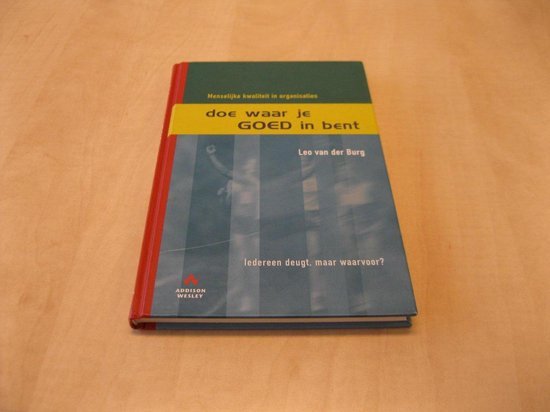 Menselijke kwaliteit in organisaties
doe waar je
GOED in bent
Leo van der Burg
Iedereen deugt, maar waarvoor?
ADDISON
WESLEY